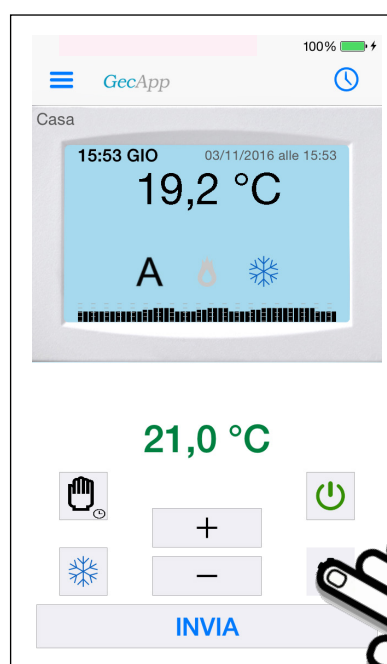 100%
GecApp
Casa
15:53 GIO 03/11/2016 alle 15:53
19,2 °C
A
21,0 °C
+
−
INVIA